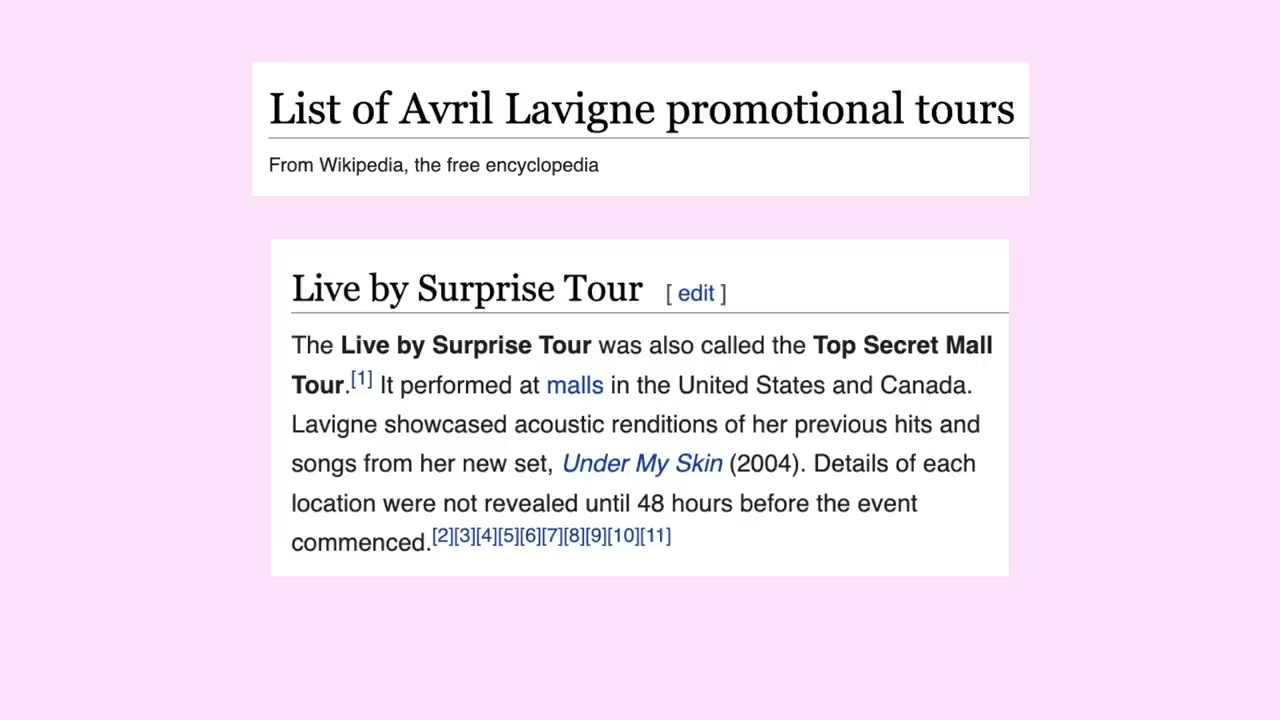 List of Avril Lavigne promotional tours
From Wikipedia, the free encyclopedia
Live by Surprise Tour [ edit ]
The Live by Surprise Tour was also called the Top Secret Mall
Tour.[1] It performed at malls in the United States and Canada.
Lavigne showcased acoustic renditions of her previous hits and
songs from her new set, Under My Skin (2004). Details of each
location were not revealed until 48 hours before the event
commenced.[2][3][4][5][6][7][8][9][10][11]